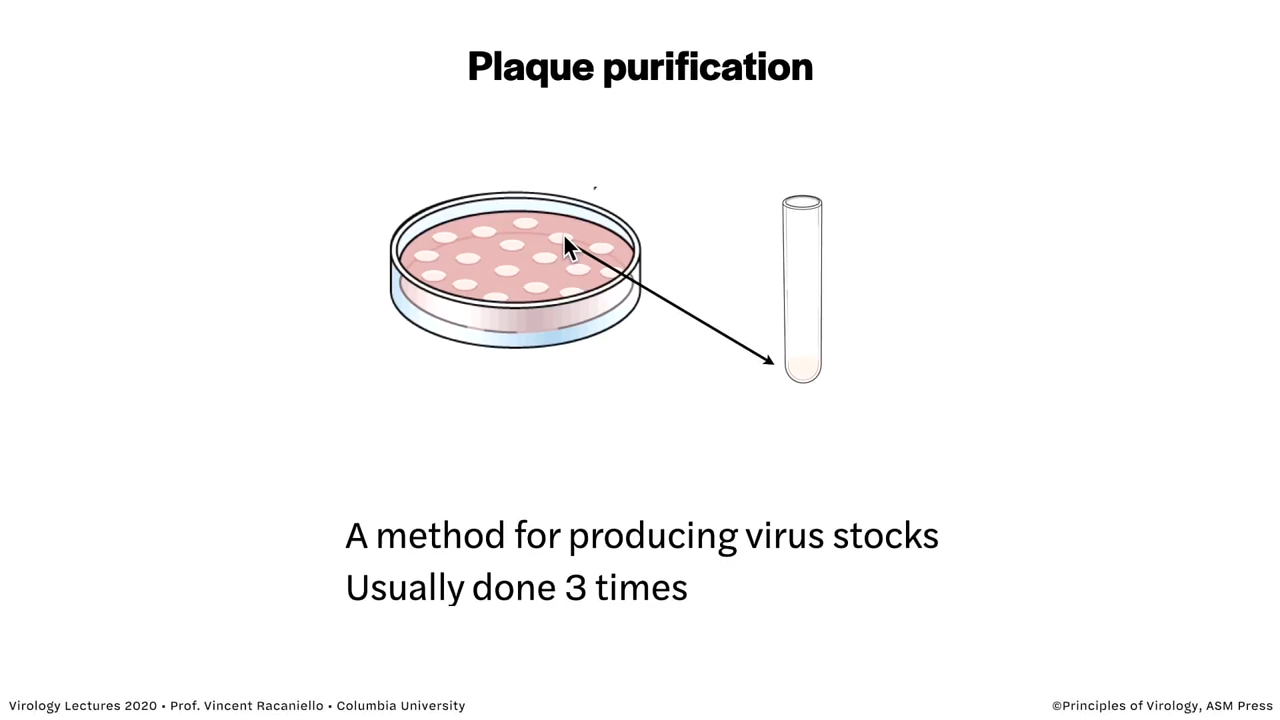 Plaque purification
A method for producing virus stocks
Usually done 3 times
Virology Lectures 2020 • Prof. Vincent Racaniello • Columbia University
©Principles of Virology, ASM Press